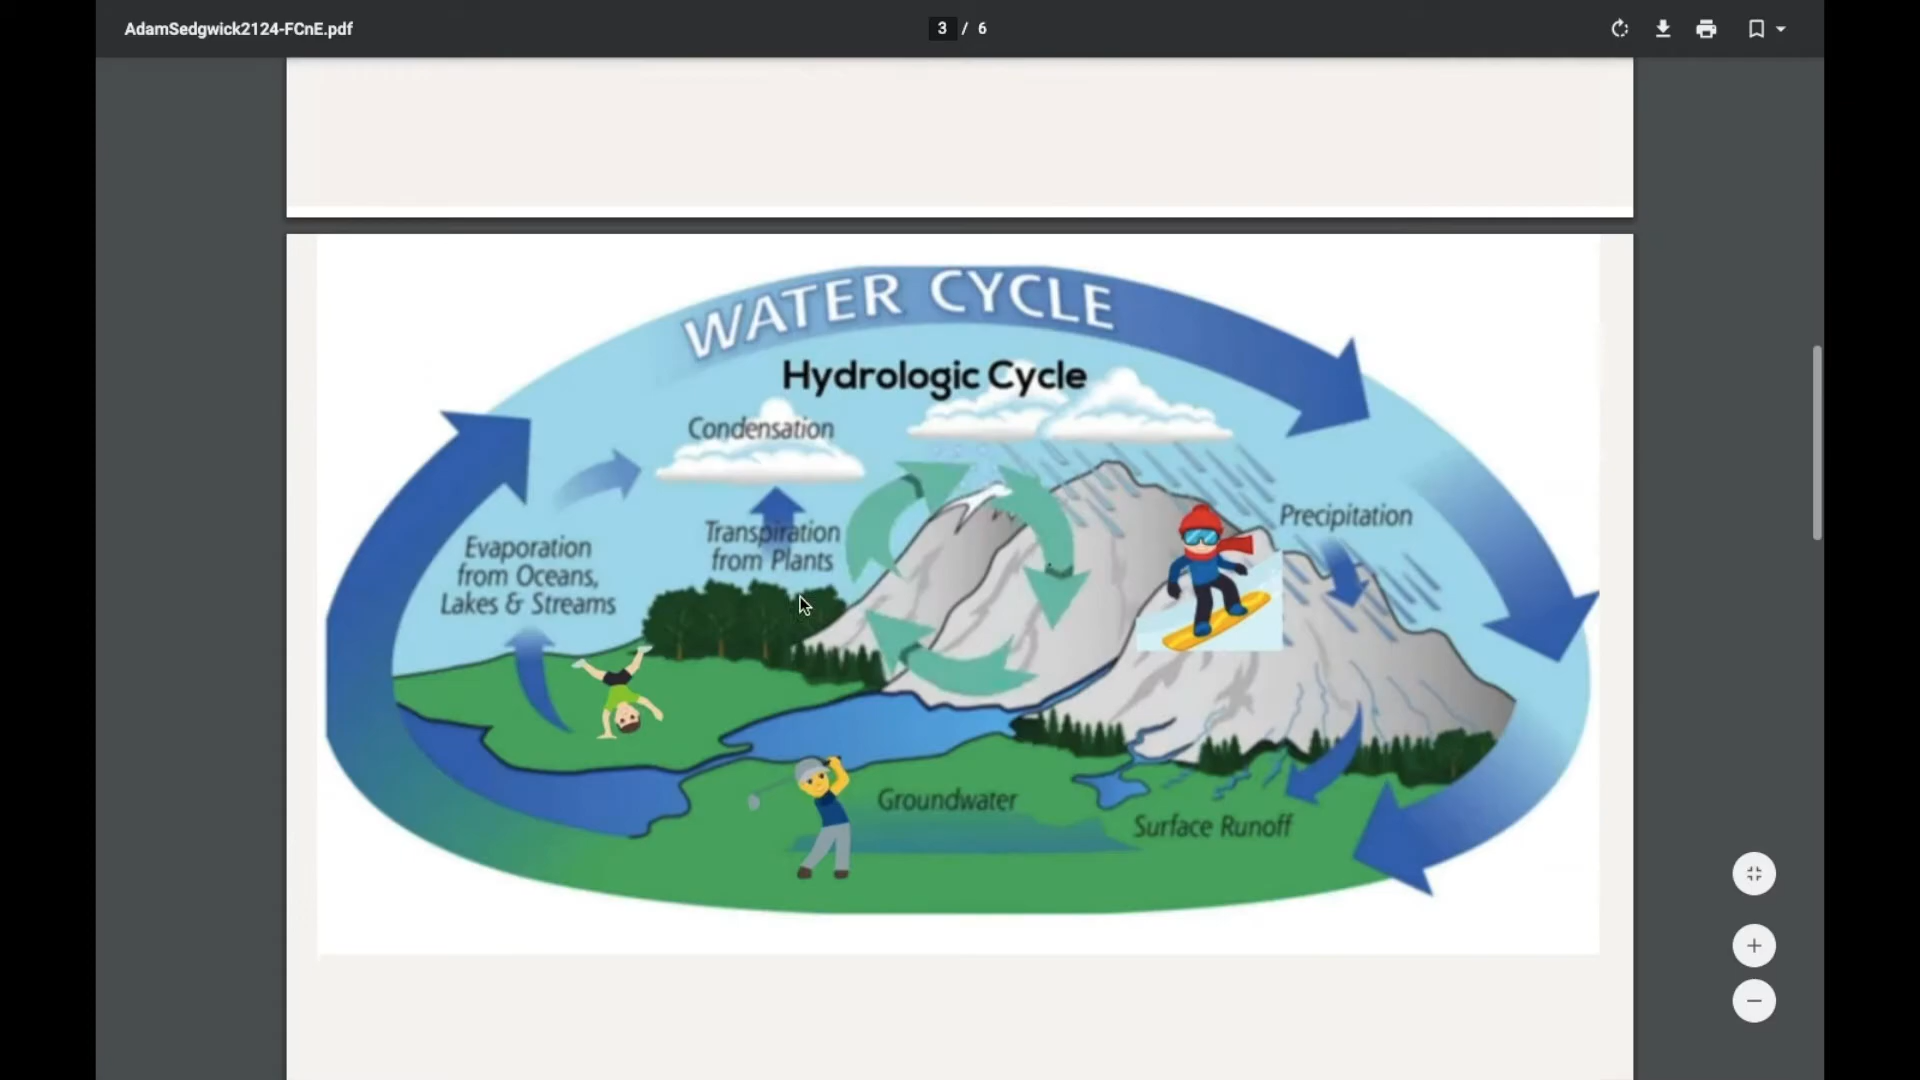 AdamSedgwick2124-FCnE.pdf
3 / 6
WATER CYCLE
Hydrologic Cycle
Condensation
Transpiration
from Plants
Evaporation
from Oceans,
Lakes & Streams
Precipitation
Groundwater
Surface Runoff